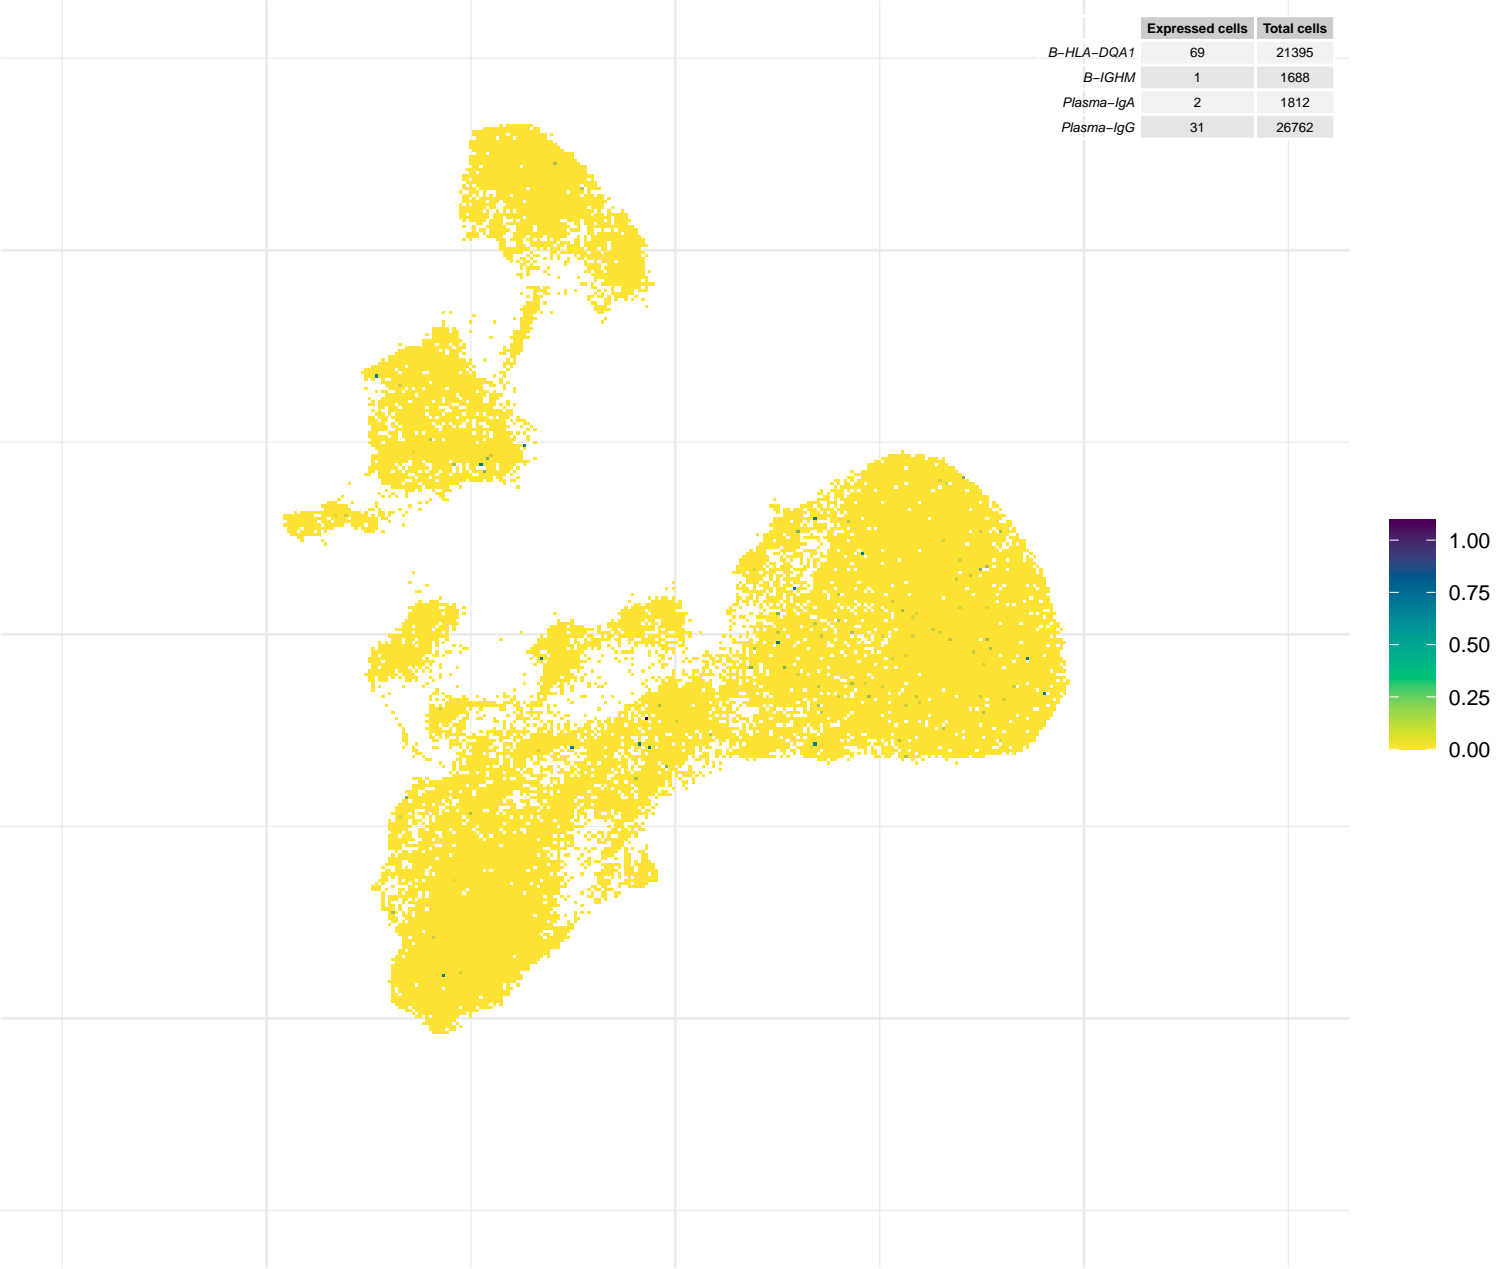 Expressed cells Total cells
B−HLA−DQA1 69 21395
B−IGHM 1 1688
Plasma−IgA 2 1812
Plasma−IgG 31 26762
1.00
0.75
0.50
0.25
0.00